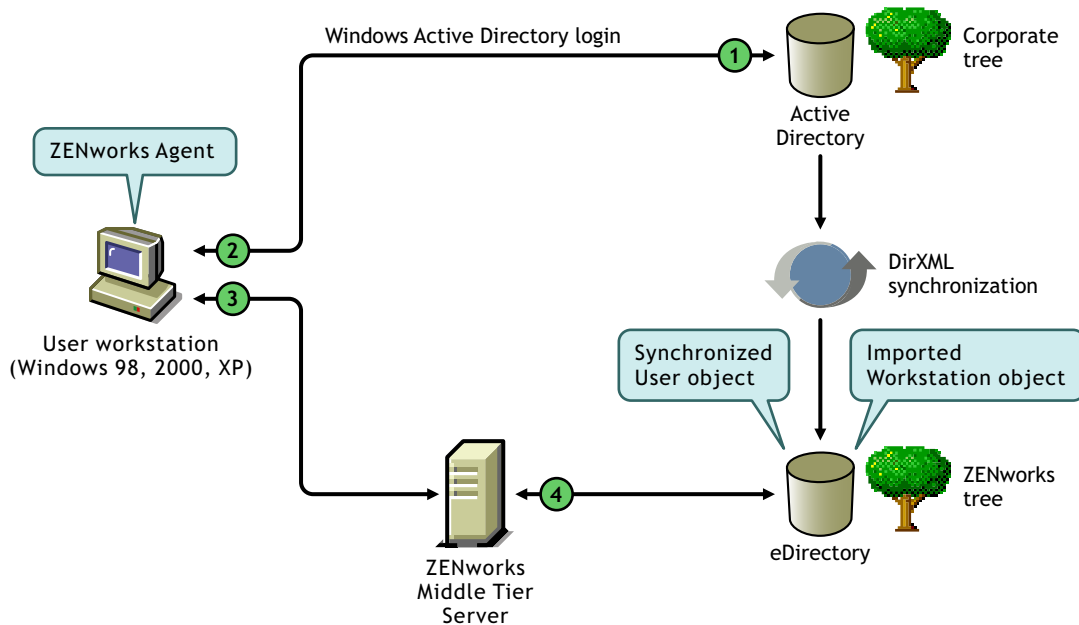 Windows Active Directory login
1
Corporate
tree
Active
Directory
ZENworks Agent
2
3
User workstation
(Windows 98, 2000, XP)
DirXML
synchronization
Synchronized
User object
Imported
Workstation object
4
ZENworks
tree
eDirectory
ZENworks
Middle Tier
Server